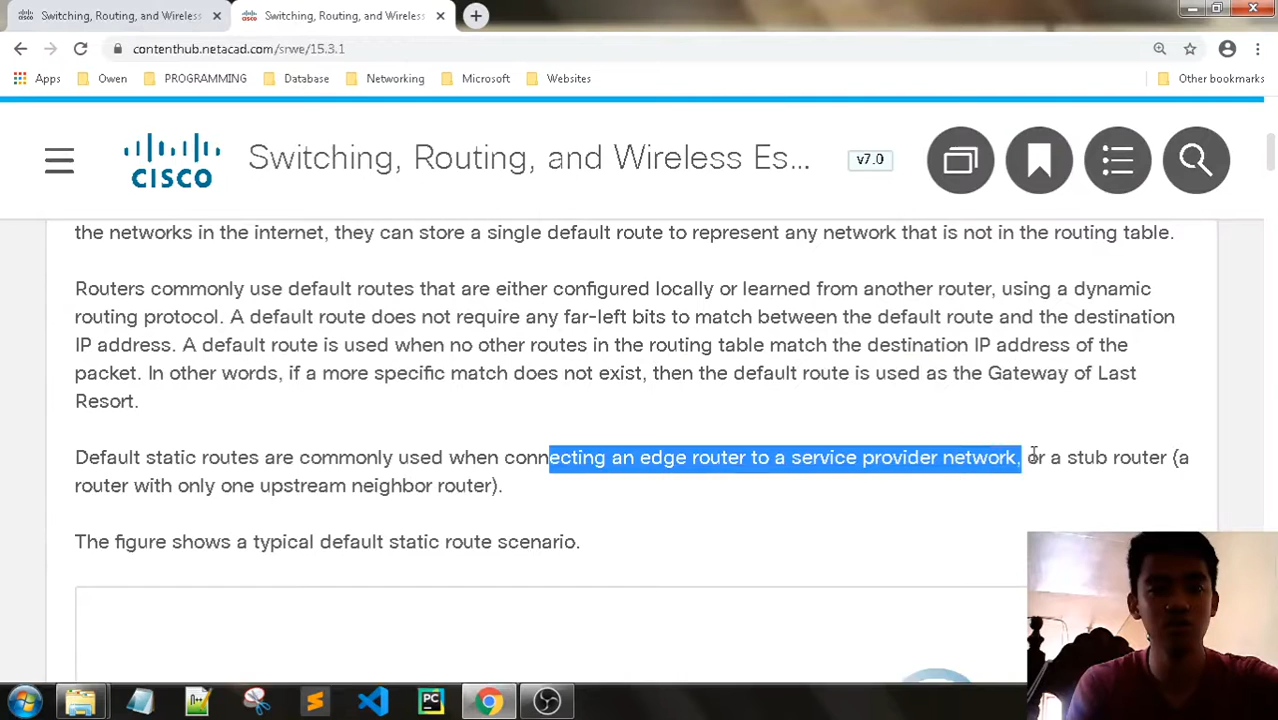 Switching, Routing, and Wireless
Switching, Routing, and Wireless
contenthub.netacad.com/srwe/15.3.1
Apps Owen PROGRAMMING Database Networking Microsoft Websites Other bookmarks
CISCO Switching, Routing, and Wireless Es... v7.0
the networks in the internet, they can store a single default route to represent any network that is not in the routing table.
Routers commonly use default routes that are either configured locally or learned from another router, using a dynamic
routing protocol. A default route does not require any far-left bits to match between the default route and the destination
IP address. A default route is used when no other routes in the routing table match the destination IP address of the
packet. In other words, if a more specific match does not exist, then the default route is used as the Gateway of Last
Resort.
Default static routes are commonly used when connecting an edge router to a service provider network, or a stub router (a
router with only one upstream neighbor router).
The figure shows a typical default static route scenario.
PC